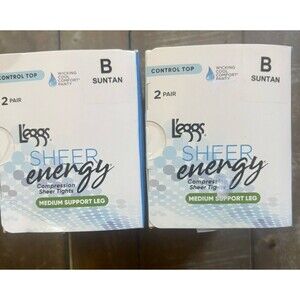 CONTROL TOP
WICKING
COOL
COMFORT
PANTY
B
SUNTAN
2 PAIR
L'eggs
SHEER
energy
Compression
Sheer Tights
MEDIUM SUPPORT LEG
CONTROL TOP
WICKING
COOL
COMFORT
PANTY
B
SUNTAN
2 PAIR
L'eggs
SHEER
energy
Compression
Sheer Tights
MEDIUM SUPPORT LEG